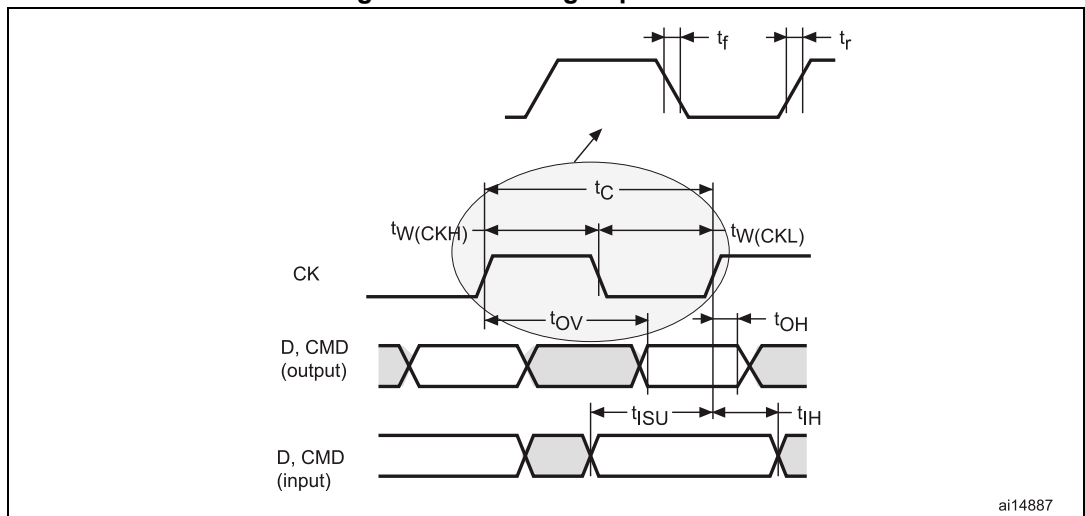 tf
tr
tC
tW(CKH)
tW(CKL)
CK
tOV
tOH
D, CMD
(output)
tISU
tIH
D, CMD
(input)
ai14887